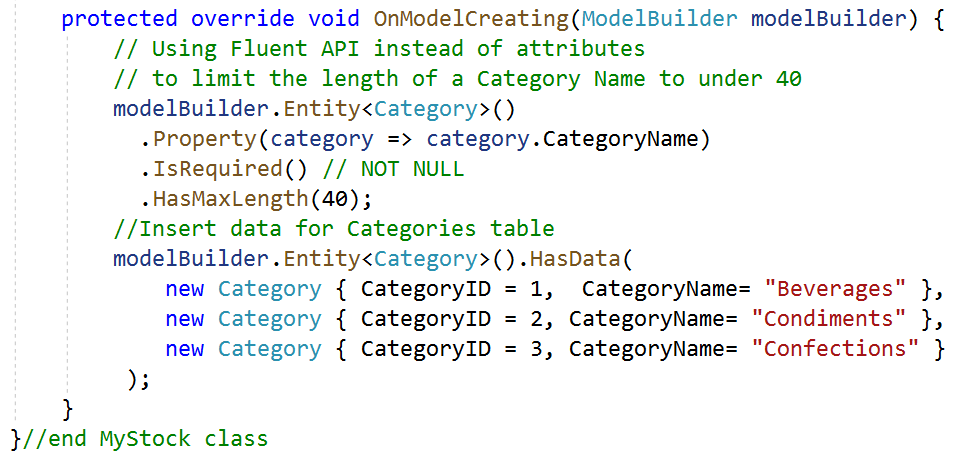 protected override void OnModelCreating(ModelBuilder modelBuilder) {
// Using Fluent API instead of attributes
// to limit the length of a Category Name to under 40
modelBuilder.Entity<Category>()
.Property(category => category.CategoryName)
.IsRequired() // NOT NULL
.HasMaxLength(40);
//Insert data for Categories table
modelBuilder.Entity<Category>().HasData(
new Category { CategoryID = 1,  CategoryName= "Beverages" },
new Category { CategoryID = 2, CategoryName= "Condiments" },
new Category { CategoryID = 3, CategoryName= "Confections" }
);
}
}//end MyStock class